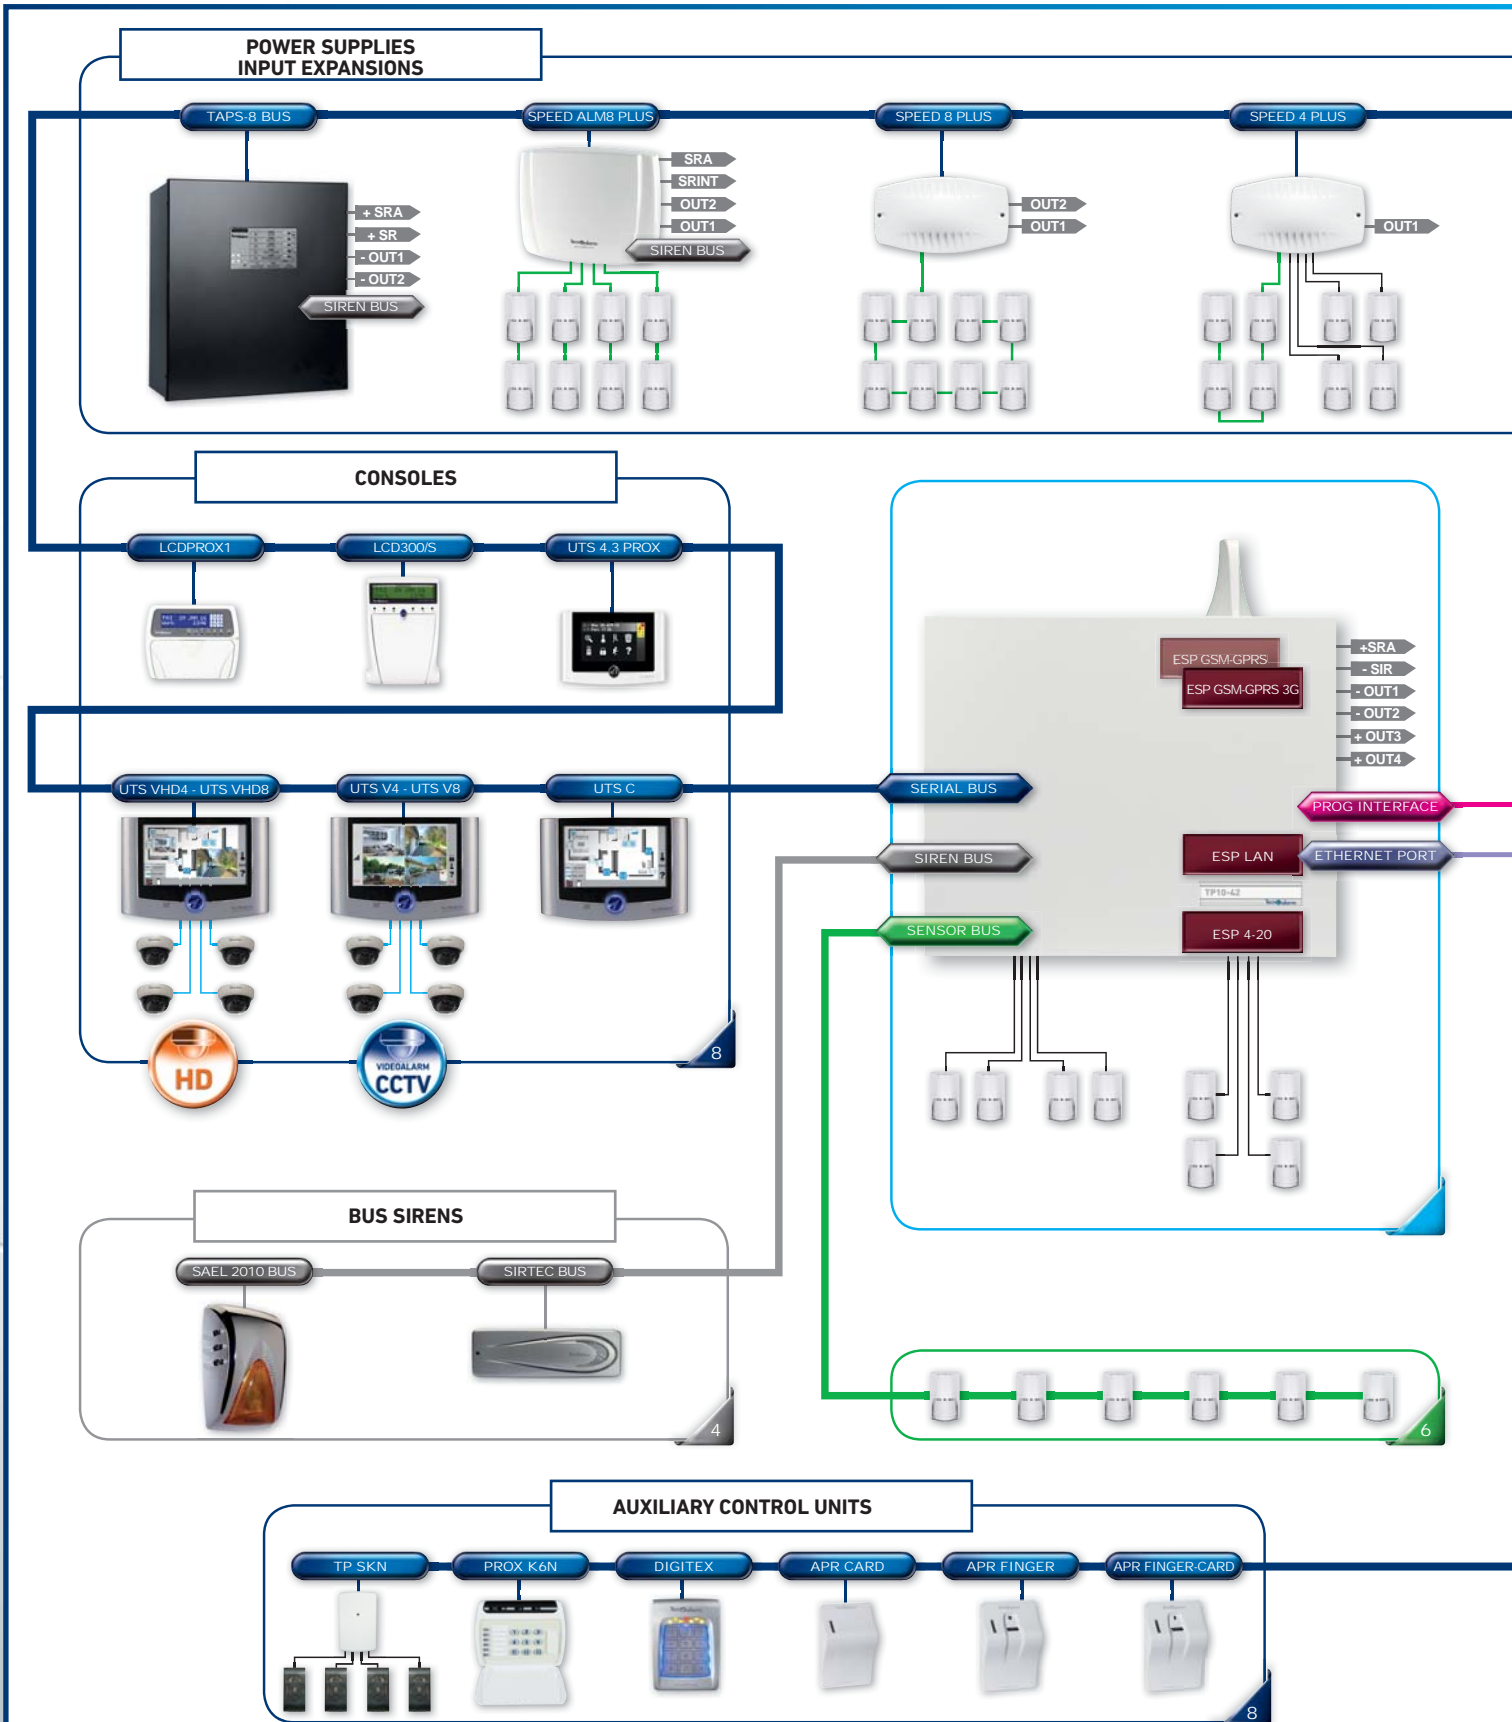 POWER SUPPLIES
INPUT EXPANSIONS
TAPS-8 BUS
SPEED ALM8 PLUS
SPEED 8 PLUS
SPEED 4 PLUS
+ SRA
+ SR
- OUT1
- OUT2
SIREN BUS
SRA
SRINT
OUT2
OUT1
SIREN BUS
OUT2
OUT1
OUT1
CONSOLES
LCDPROX1
LCD300/S
UTS 4.3 PROX
UTS VHD4 - UTS VHD8
UTS V4 - UTS V8
UTS C
HD
VIDEOALARM
CCTV
8
ESP GSM-GPRS
ESP GSM-GPRS 3G
+SRA
- SIR
- OUT1
- OUT2
+ OUT3
+ OUT4
SERIAL BUS
PROG INTERFACE
SIREN BUS
ESP LAN
ETHERNET PORT
TP10-42
SENSOR BUS
ESP 4-20
BUS SIRENS
SAEL 2010 BUS
SIRTEC BUS
4
6
AUXILIARY CONTROL UNITS
TP SKN
PROX K6N
DIGITEX
APR CARD
APR FINGER
APR FINGER-CARD
8